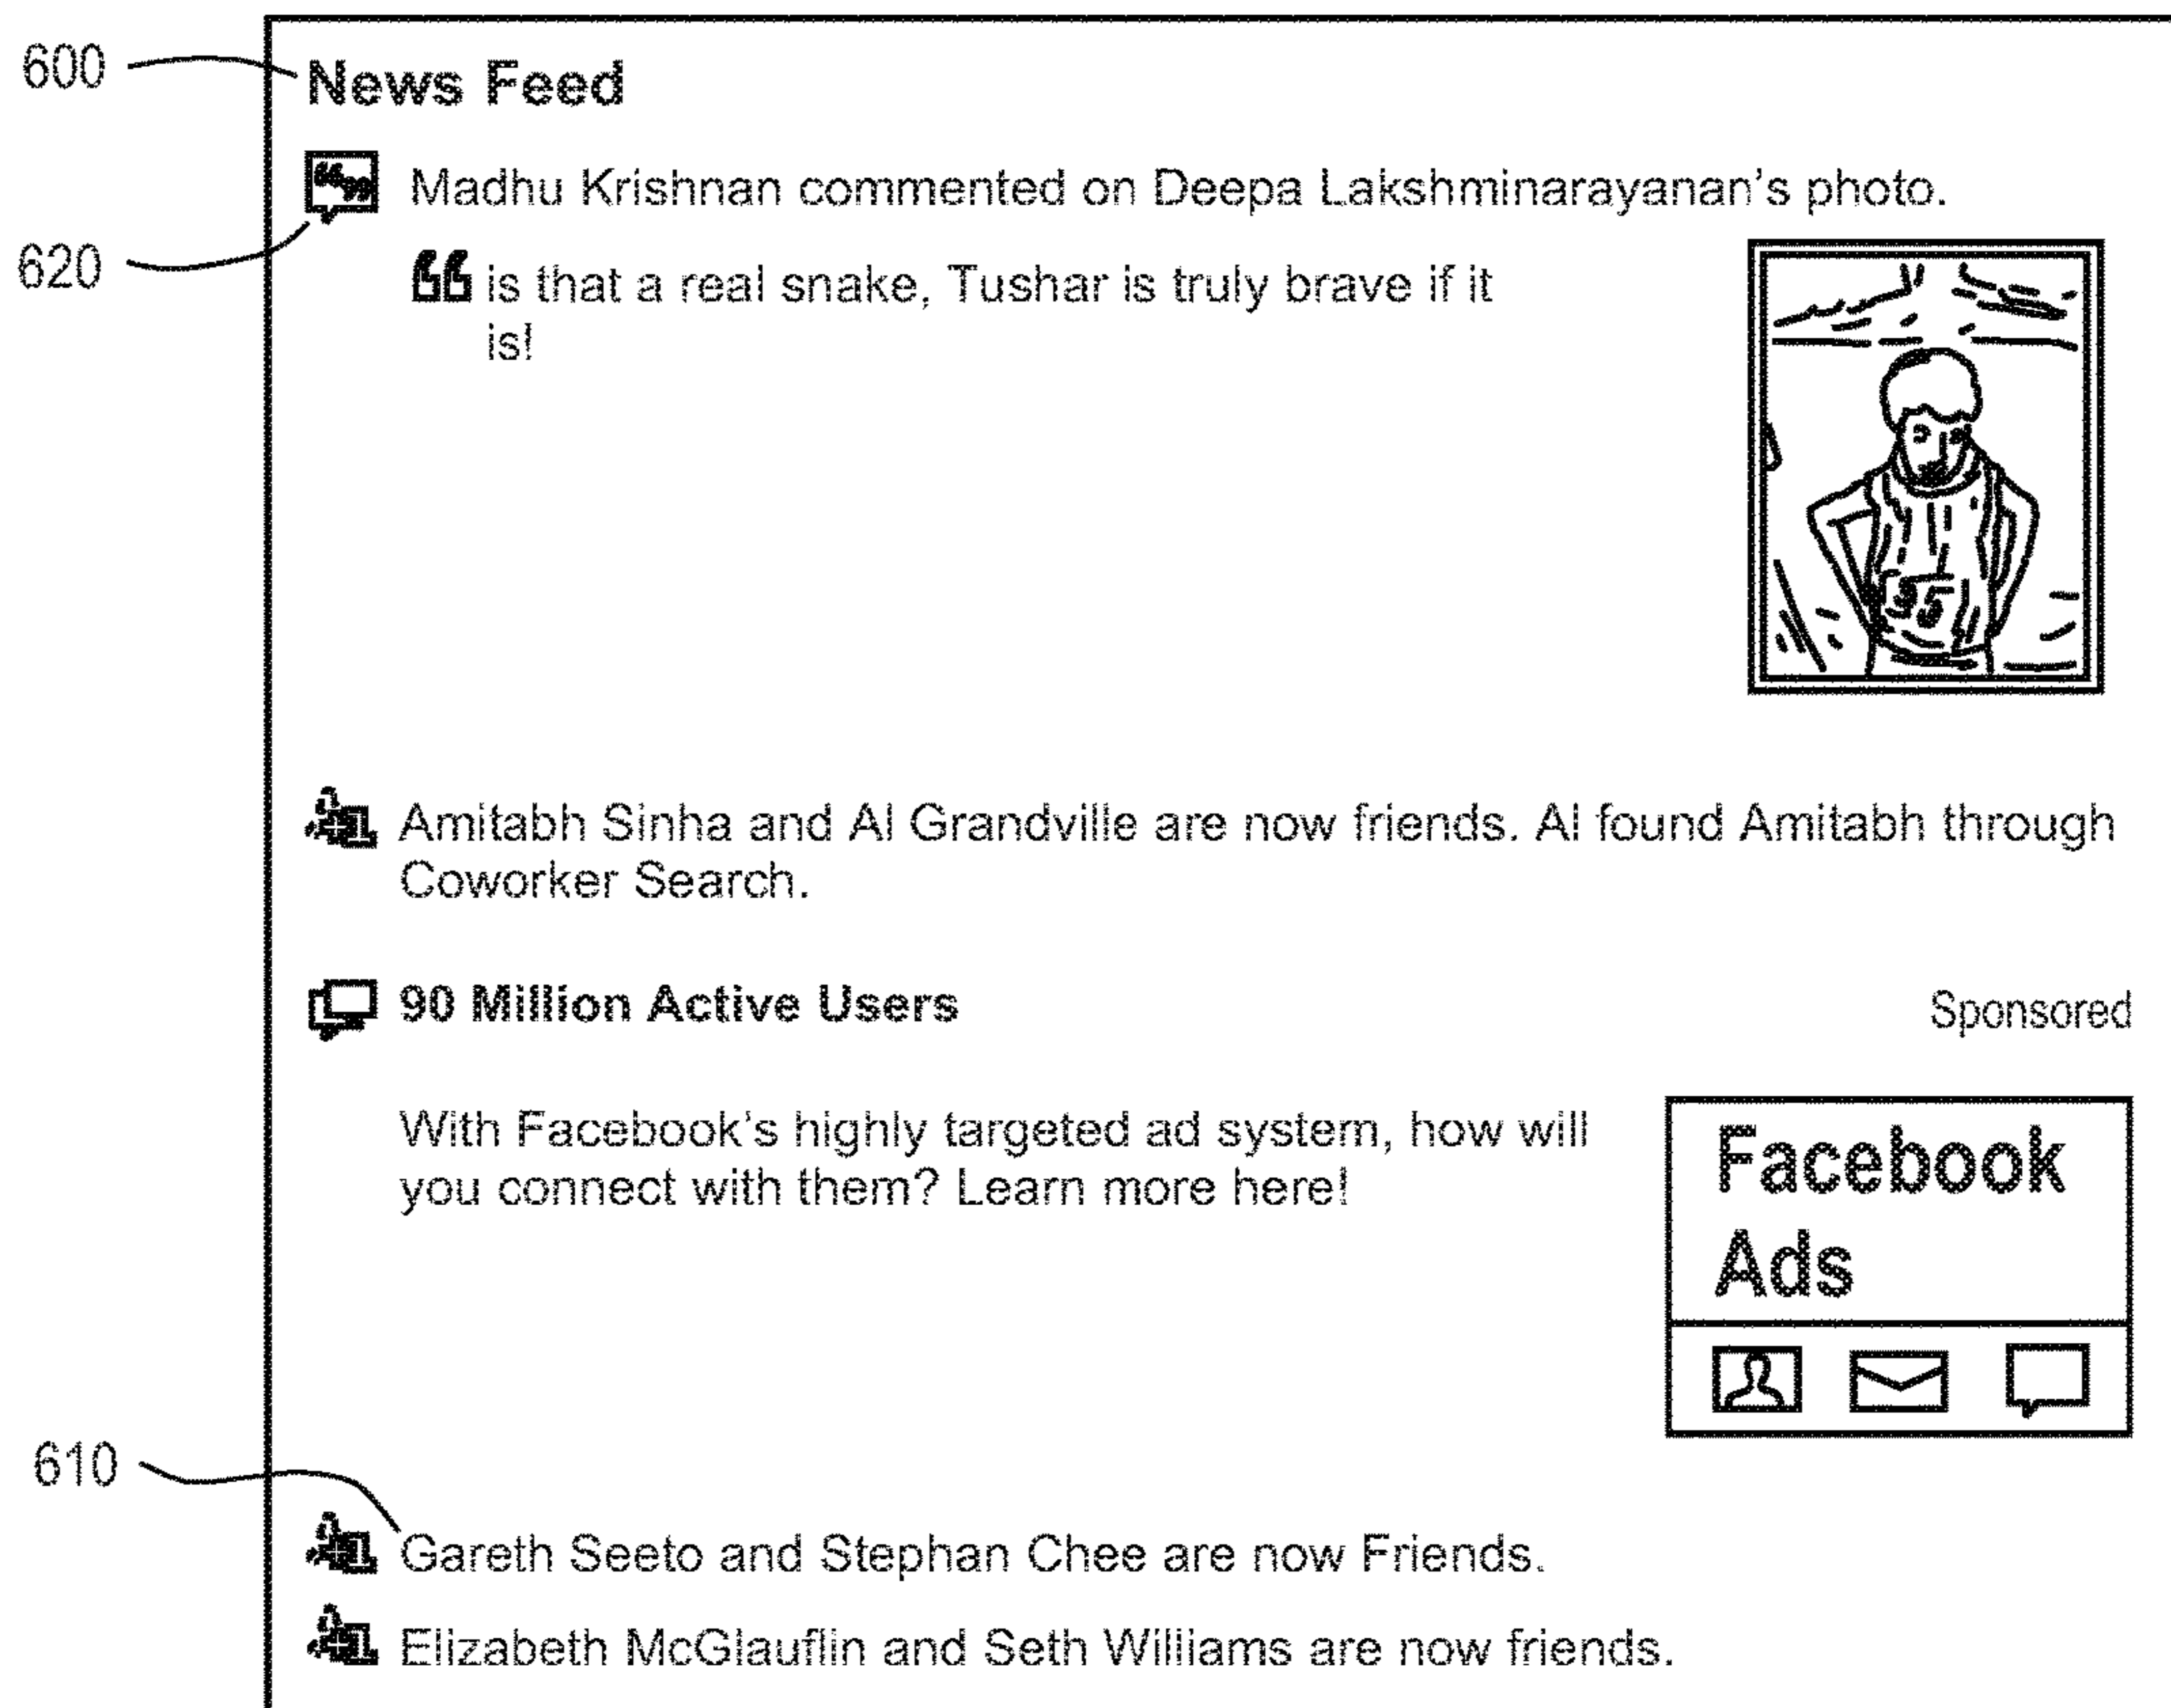 600
News Feed
Madhu Krishnan commented on Deepa Lakshminarayanan's photo.
620
“ is that a real snake, Tushar is truly brave if it
is!
Amitabh Sinha and Al Grandville are now friends. Al found Amitabh through
Coworker Search.
90 Million Active Users
Sponsored
With Facebook's highly targeted ad system, how will
you connect with them? Learn more here!
Facebook
Ads
610
Gareth Seeto and Stephan Chee are now Friends.
Elizabeth McGlauflin and Seth Williams are now friends.